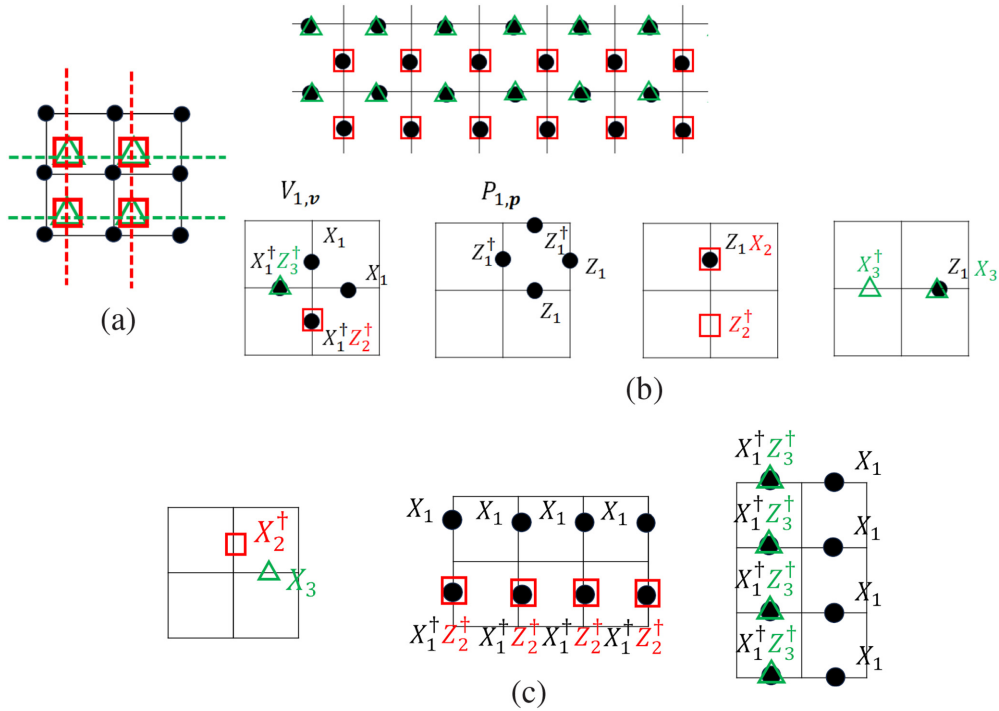 (a)
V_{1,v}
P_{1,p}
X_1
X_1^† Z_3^†
X_1
X_1^† Z_2^†
Z_1^†
Z_1^†
Z_1
Z_1
Z_1 X_2
Z_2^†
X_3^†
Z_1 X_3
(b)
X_2^†
X_3
X_1 X_1 X_1 X_1
X_1^† Z_2^† X_1^† Z_2^† X_1^† Z_2^† X_1^† Z_2^†
X_1^† Z_3^† X_1
X_1^† Z_3^† X_1
X_1^† Z_3^† X_1
X_1^† Z_3^† X_1
(c)